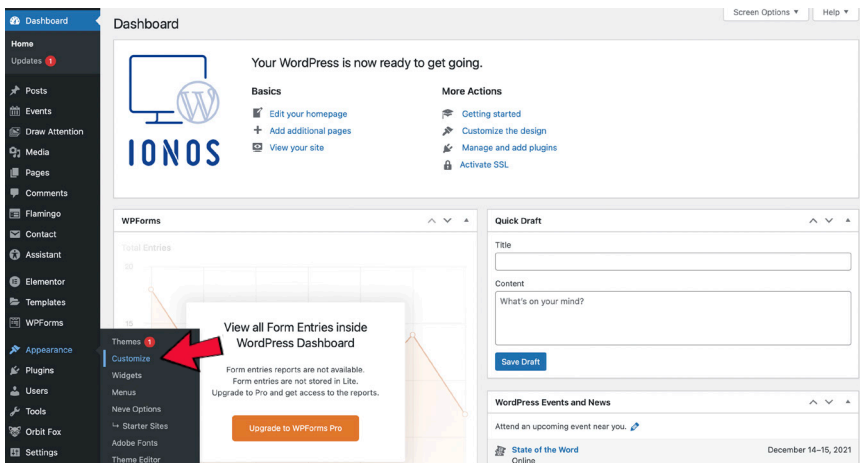 Dashboard
Home
Updates 1
Posts
Events
Draw Attention
Media
Pages
Comments
Flamingo
Contact
Assistant
Elementor
Templates
WPForms
Appearance
Plugins
Users
Tools
Orbit Fox
Settings
Themes 1
Customize
Widgets
Menus
Neve Options
↳ Starter Sites
Adobe Fonts
Theme Editor
Screen Options ▼
Help ▼
Dashboard
IONOS
Your WordPress is now ready to get going.
Basics
Edit your homepage
Add additional pages
View your site
More Actions
Getting started
Customize the design
Manage and add plugins
Activate SSL
WPForms
Total Entries
20
15
View all Form Entries inside
WordPress Dashboard
Form entries reports are not available.
Form entries are not stored in Lite.
Upgrade to Pro and get access to the reports.
Upgrade to WPForms Pro
Quick Draft
Title
Content
What's on your mind?
Save Draft
WordPress Events and News
Attend an upcoming event near you.
State of the Word
December 14–15, 2021
Online